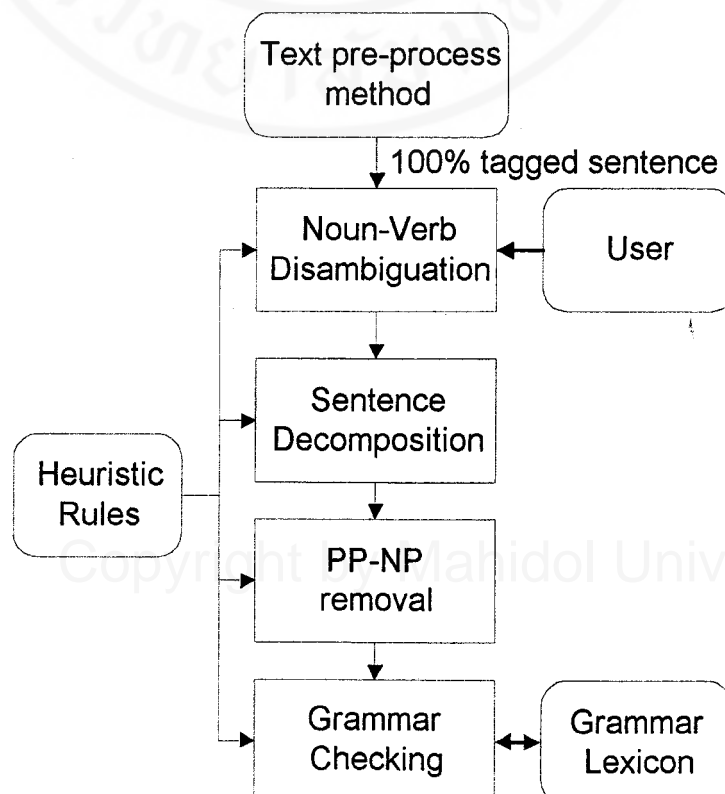 Text pre-process
method
100% tagged sentence
Noun-Verb
Disambiguation
User
Sentence
Decomposition
Heuristic
Rules
PP-NP
removal
Copyright by Mahidol Univ
Grammar
Checking
Grammar
Lexicon